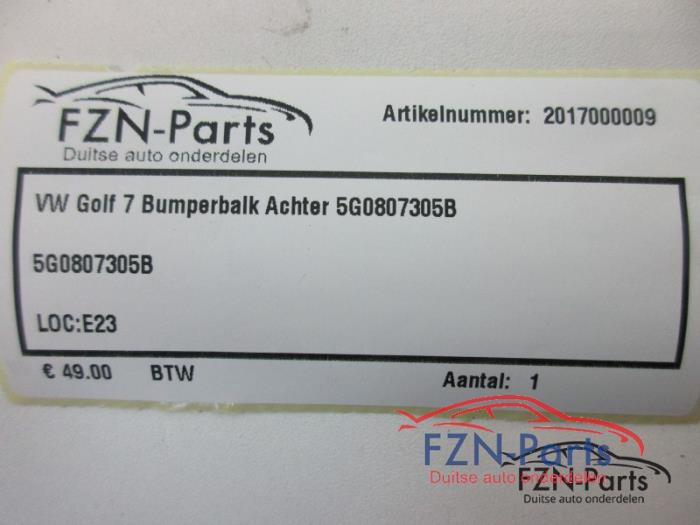 FZN-Parts
Duitse auto onderdelen
Artikelnummer: 2017000009
VW Golf 7 Bumperbalk Achter 5G0807305B
5G0807305B
LOC:E23
€ 49.00 BTW
Aantal: 1
FZN-Parts
Duitse auto onderdelen
FZN-Parts
Duitse auto onderdelen